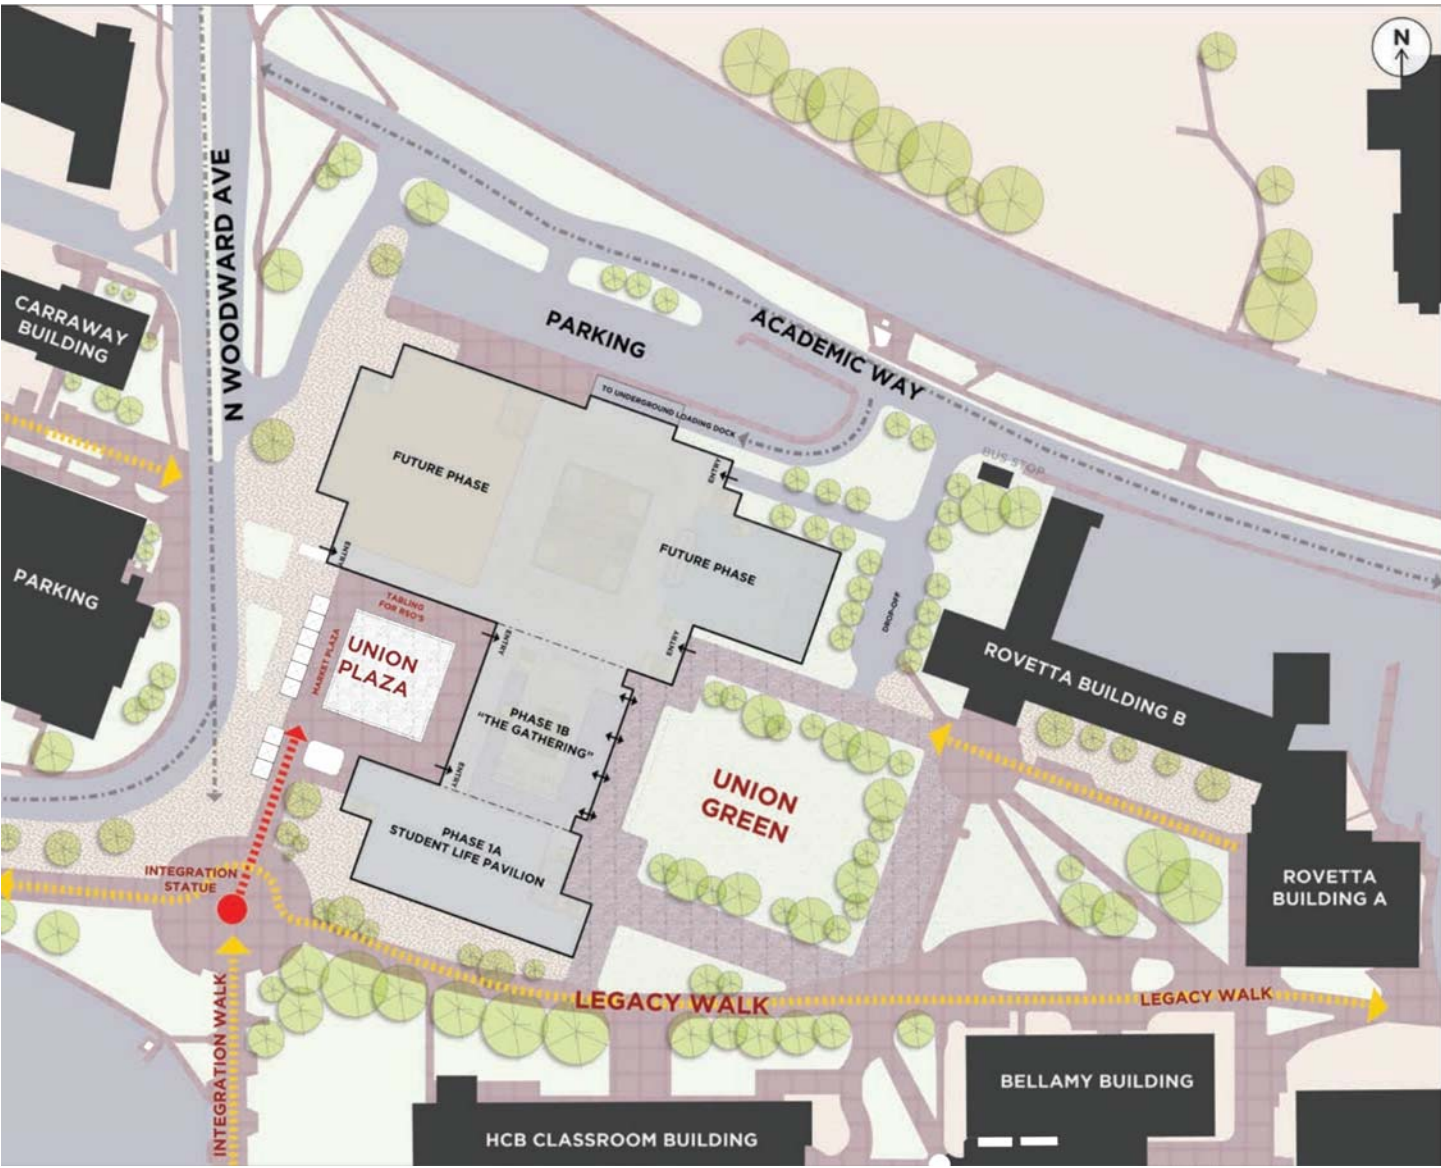 N
N WOODWARD AVE
CARRAWAY
BUILDING
PARKING
ACADEMIC WAY
TO UNDERGROUND LOADING DOCK
FUTURE PHASE
ENTRY
BUS STOP
ENTRY
FUTURE PHASE
PARKING
TABLING
FOR RSO'S
DROP-OFF
MARKET PLAZA
UNION
PLAZA
ENTRY
ENTRY
ROVETTA BUILDING B
PHASE 1B
"THE GATHERING"
ENTRY
UNION
GREEN
PHASE 1A
STUDENT LIFE PAVILION
INTEGRATION
STATUE
ROVETTA
BUILDING A
LEGACY WALK
LEGACY WALK
INTEGRATION WALK
BELLAMY BUILDING
HCB CLASSROOM BUILDING